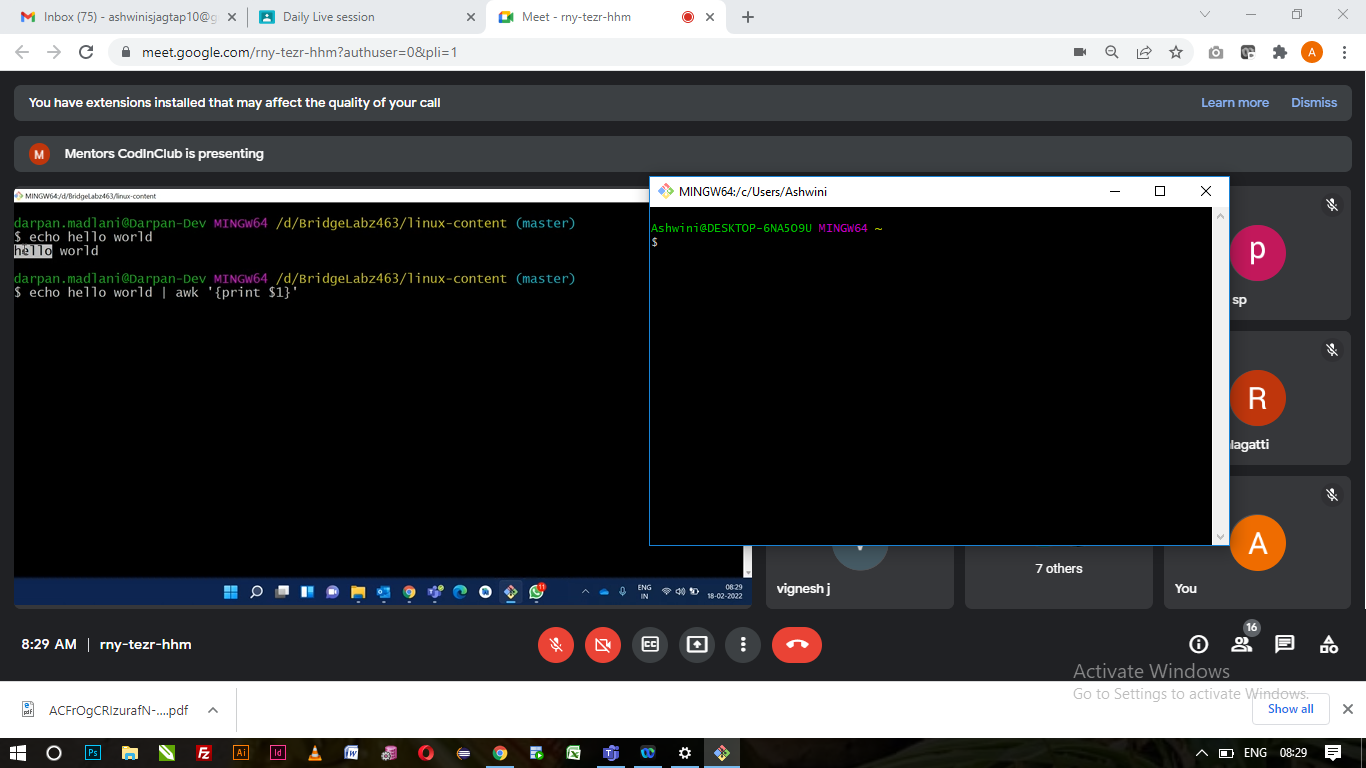 Inbox (75) - ashwinisjagtap10@g
Daily Live session
Meet - rny-tezr-hhm
meet.google.com/rny-tezr-hhm?authuser=0&pli=1
A
You have extensions installed that may affect the quality of your call
Learn more
Dismiss
M
Mentors CodInClub is presenting
MINGW64:/d/BridgeLabz463/linux-content
darpan.madlani@Darpan-Dev MINGW64 /d/BridgeLabz463/linux-content (master)
$ echo hello world
hello world
darpan.madlani@Darpan-Dev MINGW64 /d/BridgeLabz463/linux-content (master)
$ echo hello world | awk '{print $1}'
MINGW64:/c/Users/Ashwini
Ashwini@DESKTOP-6NA5O9U MINGW64 ~
$
p
sp
R
lagatti
A
You
vignesh j
7 others
11
ENG
IN
08:29
18-02-2022
8:29 AM | rny-tezr-hhm
CC
16
Activate Windows
Go to Settings to activate Windows.
ACFrOgCRIzurafN-....pdf
Show all
Ps
Fz
Ai
Id
W
X
T
ENG
08:29